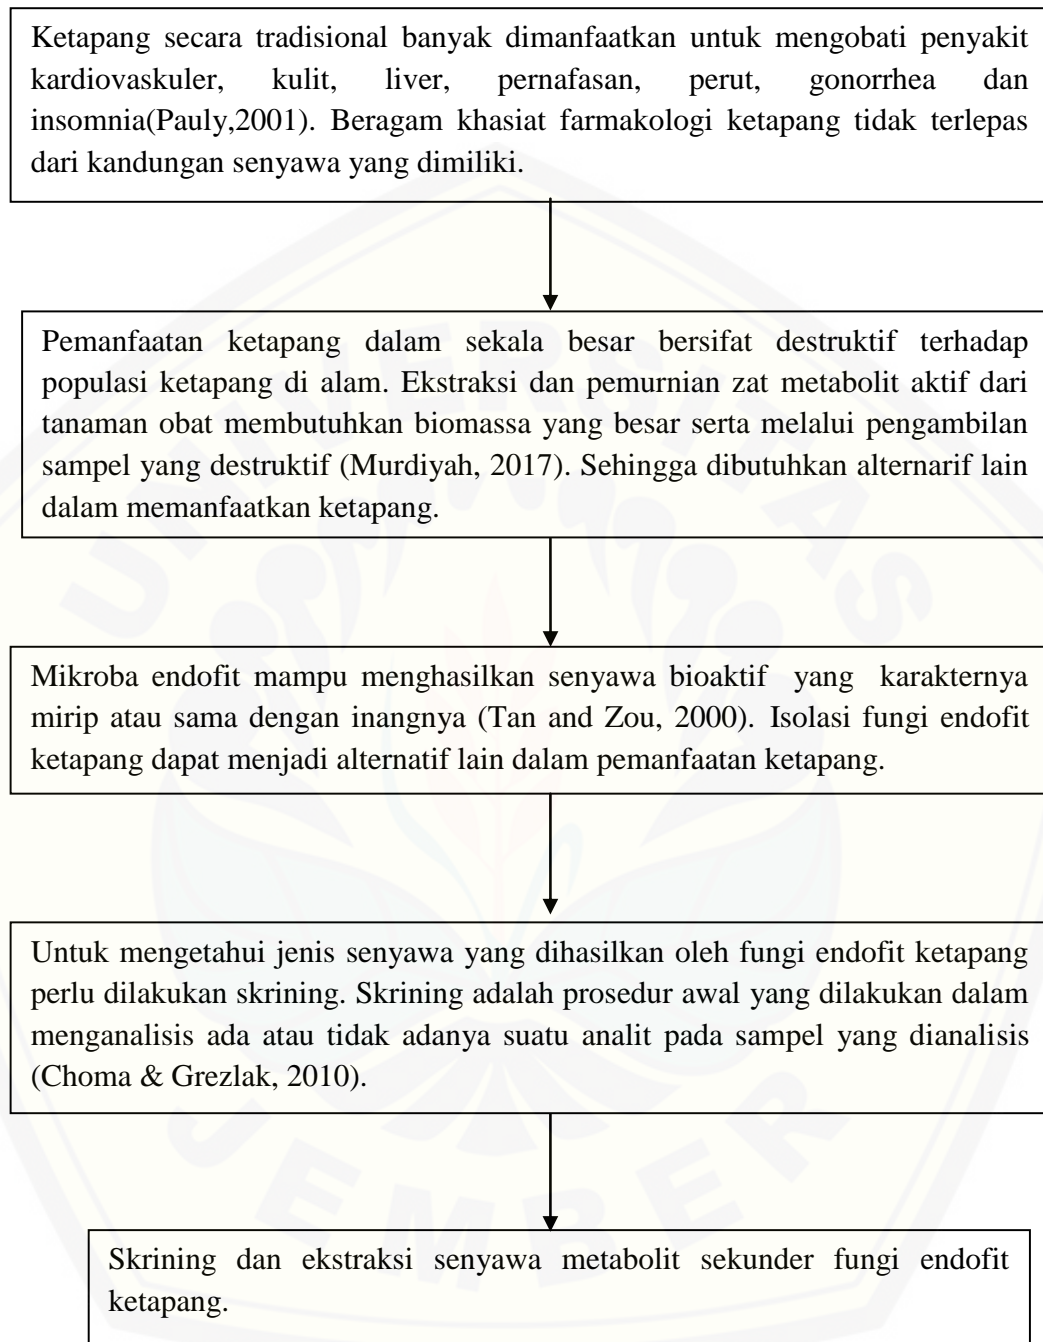 Ketapang secara tradisional banyak dimanfaatkan untuk mengobati penyakit
kardiovaskuler, kulit, liver, pernafasan, perut, gonorrhea dan
insomnia(Pauly,2001). Beragam khasiat farmakologi ketapang tidak terlepas
dari kandungan senyawa yang dimiliki.
Pemanfaatan ketapang dalam sekala besar bersifat destruktif terhadap
populasi ketapang di alam. Ekstraksi dan pemurnian zat metabolit aktif dari
tanaman obat membutuhkan biomassa yang besar serta melalui pengambilan
sampel yang destruktif (Murdiyah, 2017). Sehingga dibutuhkan alternarif lain
dalam memanfaatkan ketapang.
Mikroba endofit mampu menghasilkan senyawa bioaktif yang karakternya
mirip atau sama dengan inangnya (Tan and Zou, 2000). Isolasi fungi endofit
ketapang dapat menjadi alternatif lain dalam pemanfaatan ketapang.
Untuk mengetahui jenis senyawa yang dihasilkan oleh fungi endofit ketapang
perlu dilakukan skrining. Skrining adalah prosedur awal yang dilakukan dalam
menganalisis ada atau tidak adanya suatu analit pada sampel yang dianalisis
(Choma & Grezlak, 2010).
Skrining dan ekstraksi senyawa metabolit sekunder fungi endofit
ketapang.
UNIVERSITAS
JEMBER